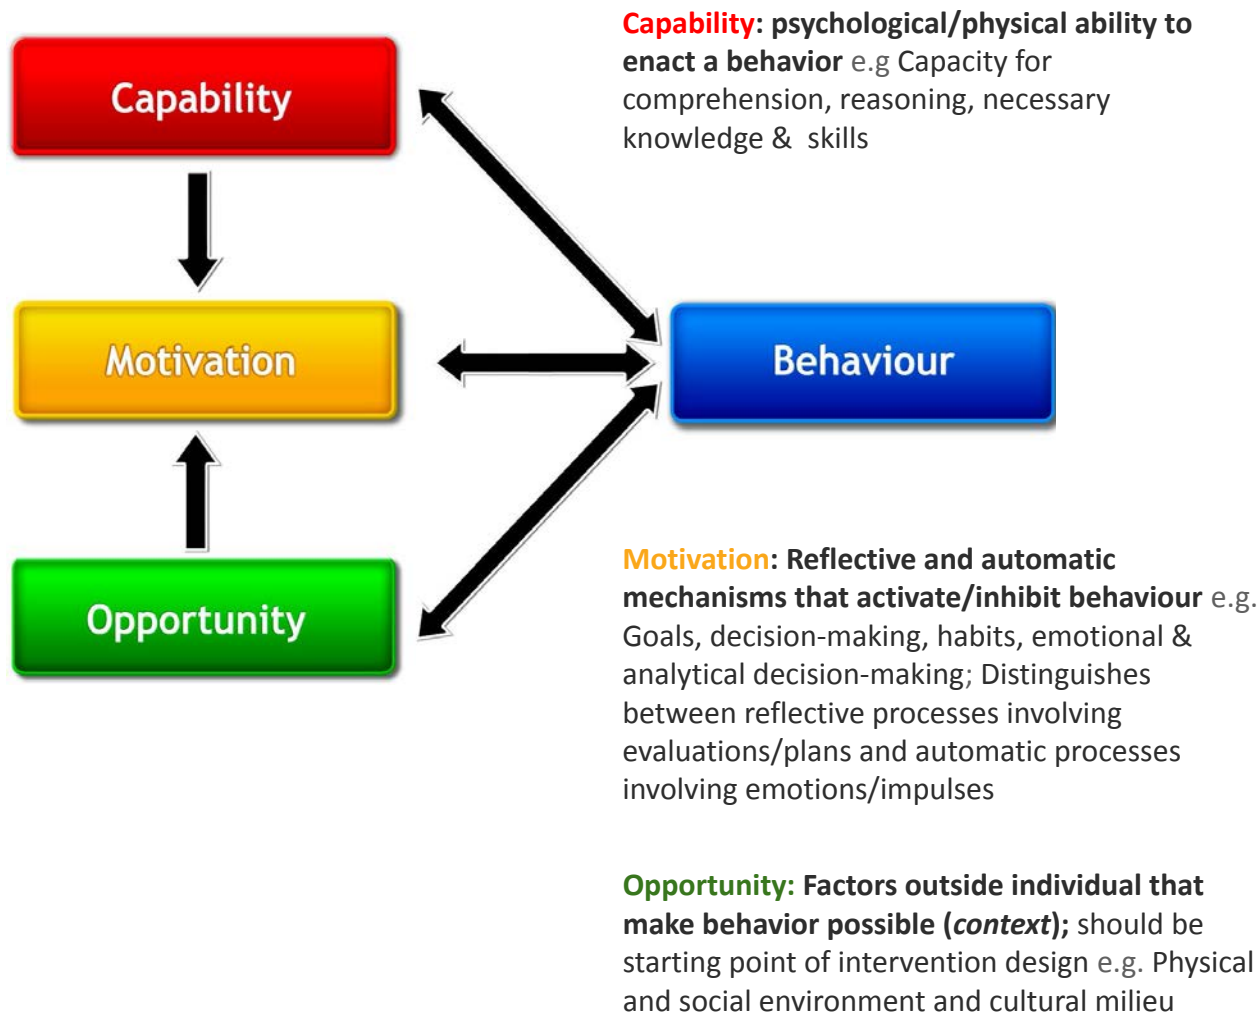 Capability
Motivation
Opportunity
Behaviour
Capability: psychological/physical ability to
enact a behavior e.g Capacity for
comprehension, reasoning, necessary
knowledge & skills
Motivation: Reflective and automatic
mechanisms that activate/inhibit behaviour e.g.
Goals, decision-making, habits, emotional &
analytical decision-making; Distinguishes
between reflective processes involving
evaluations/plans and automatic processes
involving emotions/impulses
Opportunity: Factors outside individual that
make behavior possible (context); should be
starting point of intervention design e.g. Physical
and social environment and cultural milieu